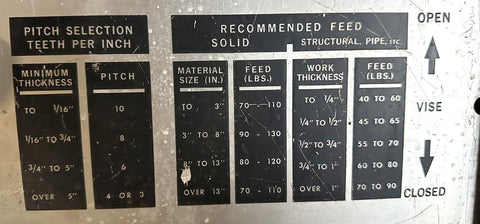 PITCH SELECTION
TEETH PER INCH
RECOMMENDED FEED
SOLID STRUCTURAL, PIPE, ETC.
MINIMUM THICKNESS PITCH
TO 1/16" 10
1/16" TO 3/4" 8
3/4" TO 5" 6
OVER 5" 4 OR 3
MATERIAL SIZE (IN.) FEED (LBS.) WORK THICKNESS FEED (LBS.)
TO 3" 70–110 TO 1/4" 40 TO 60
3" TO 8" 90 - 130 1/4" TO 1/2" 45 TO 65
8" TO 13" 80 - 120 1/2" TO 3/4" 55 TO 70
OVER 13" 70 - 110 3/4" TO 1" 60 TO 80
OVER 1" 70 TO 90
OPEN
VISE
CLOSED